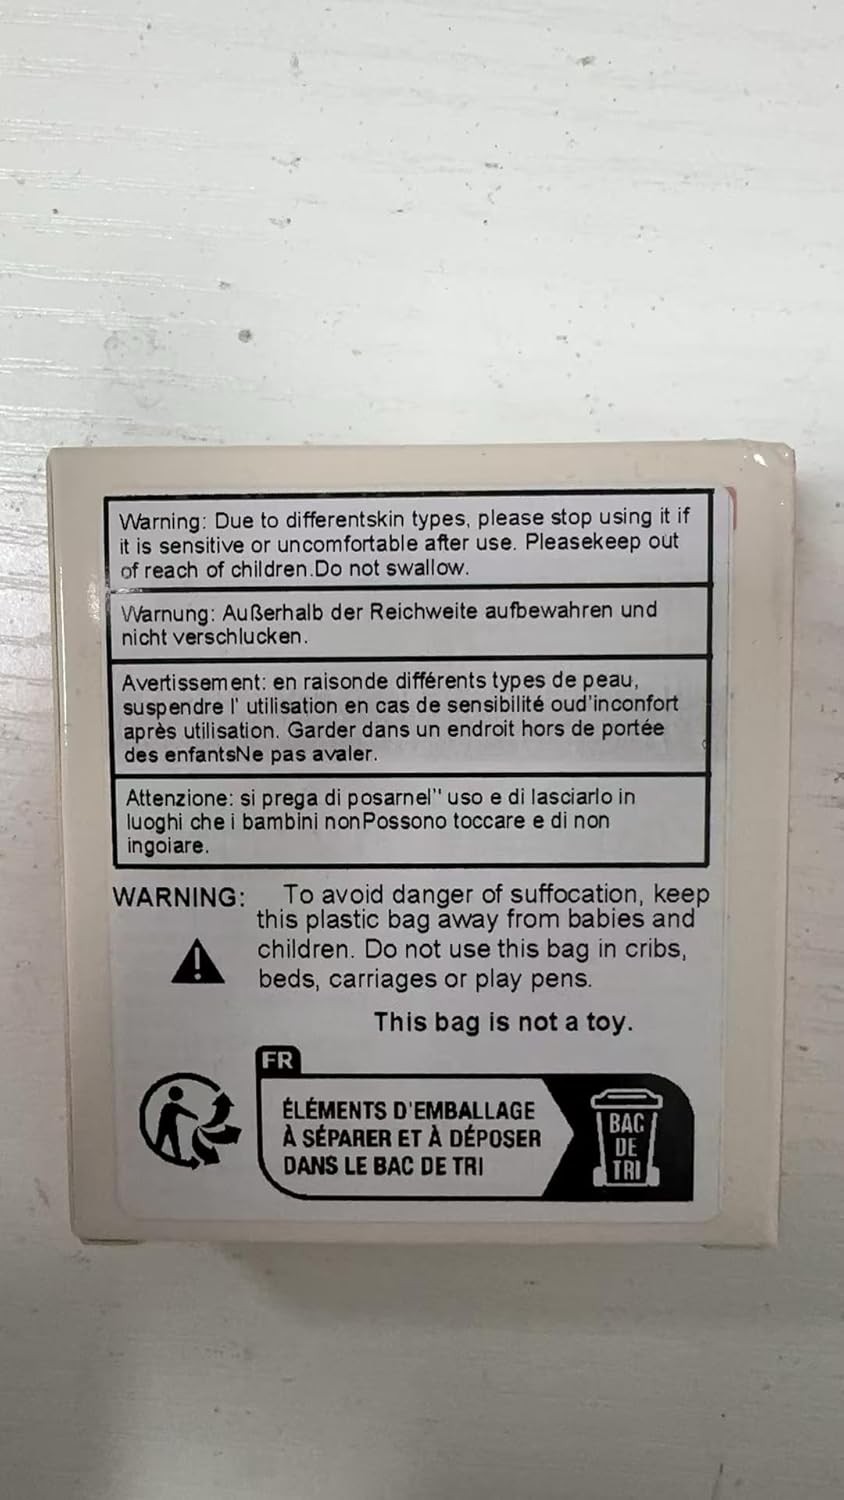 Warning: Due to differentskin types, please stop using it if
it is sensitive or uncomfortable after use. Pleasekeep out
of reach of children.Do not swallow.
Warnung: Außerhalb der Reichweite aufbewahren und
nicht verschlucken.
Avertissement: en raisonde différents types de peau,
suspendre l' utilisation en cas de sensibilité oud'inconfort
après utilisation. Garder dans un endroit hors de portée
des enfantsNe pas avaler.
Attenzione: si prega di posarnel'' uso e di lasciarlo in
luoghi che i bambini nonPossono toccare e di non
ingoiare.
WARNING: To avoid danger of suffocation, keep
this plastic bag away from babies and
children. Do not use this bag in cribs,
beds, carriages or play pens.
This bag is not a toy.
FR
ÉLÉMENTS D'EMBALLAGE
À SÉPARER ET À DÉPOSER
DANS LE BAC DE TRI
BAC
DE
TRI